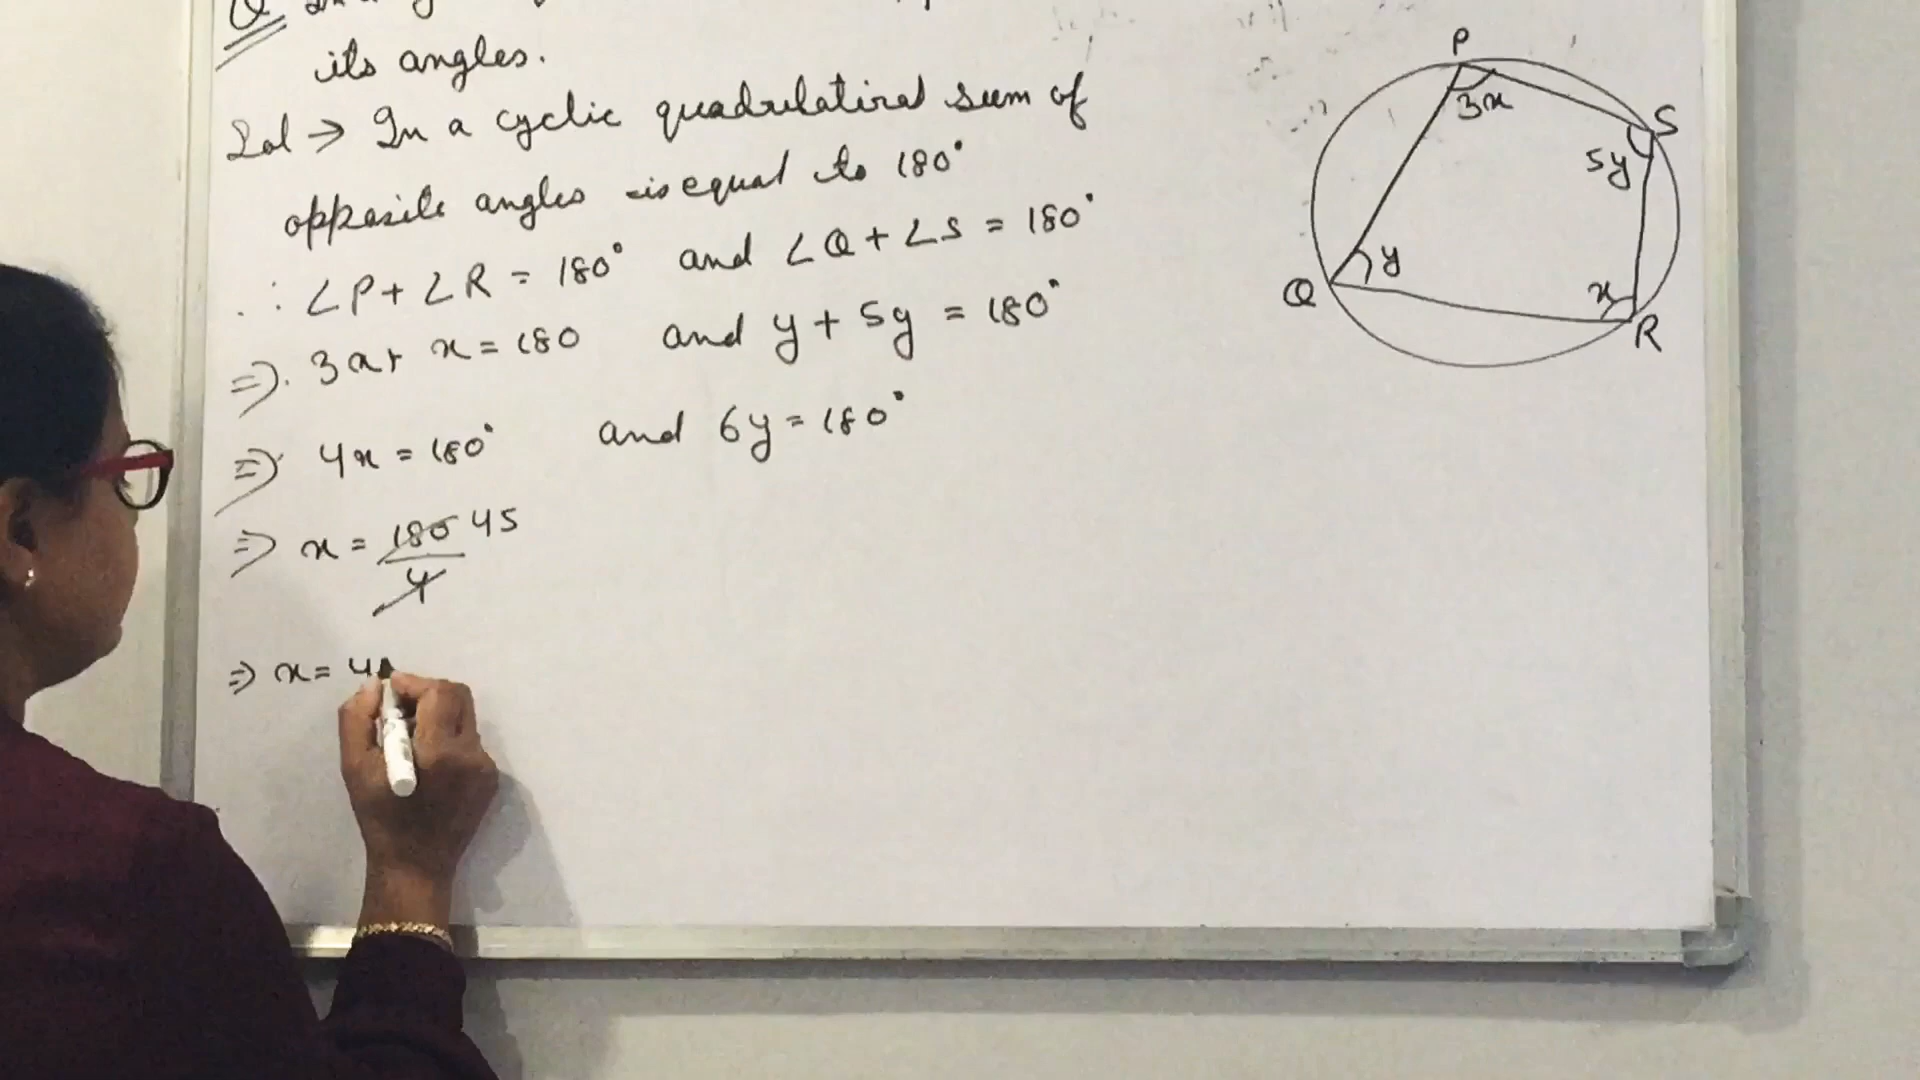 Q
its angles.
Sol → In a cyclic quadrilatiral sum of
opposite angles is equal to 180°
∴ ∠P + ∠R = 180° and ∠Q + ∠S = 180°
⇒ 3x + x = 180 and y + 5y = 180°
⇒ 4x = 180° and 6y = 180°
⇒ x = 180/4 45
⇒ x = 4
P
3x
S
5y
y
Q
x
R